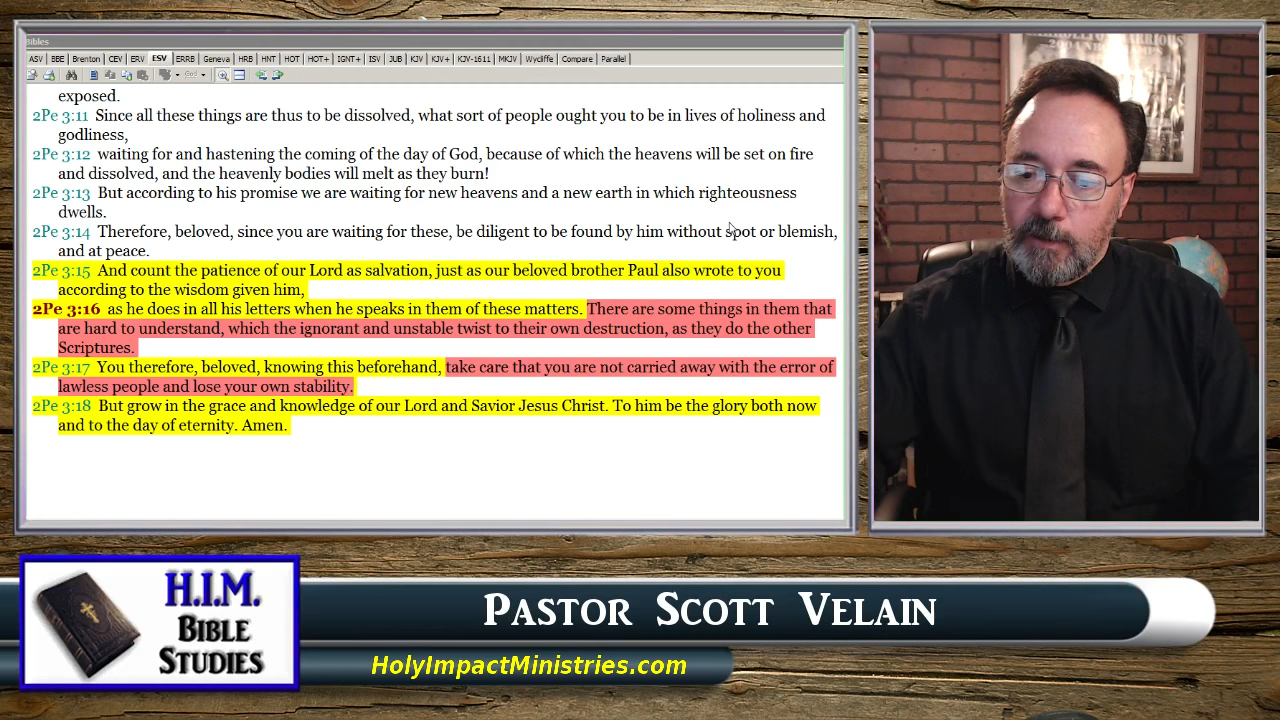 Bibles
ASV BBE Brenton CEV ERV ESV ERRB Geneva HRB HNT HOT HOT+ IGNT+ ISV JUB KJV KJV+ KJV-1611 MKJV Wycliffe Compare Parallel
exposed.
2Pe 3:11 Since all these things are thus to be dissolved, what sort of people ought you to be in lives of holiness and
godliness,
2Pe 3:12 waiting for and hastening the coming of the day of God, because of which the heavens will be set on fire
and dissolved, and the heavenly bodies will melt as they burn!
2Pe 3:13 But according to his promise we are waiting for new heavens and a new earth in which righteousness
dwells.
2Pe 3:14 Therefore, beloved, since you are waiting for these, be diligent to be found by him without spot or blemish,
and at peace.
2Pe 3:15 And count the patience of our Lord as salvation, just as our beloved brother Paul also wrote to you
according to the wisdom given him,
2Pe 3:16 as he does in all his letters when he speaks in them of these matters. There are some things in them that
are hard to understand, which the ignorant and unstable twist to their own destruction, as they do the other
Scriptures.
2Pe 3:17 You therefore, beloved, knowing this beforehand, take care that you are not carried away with the error of
lawless people and lose your own stability.
2Pe 3:18 But grow in the grace and knowledge of our Lord and Savior Jesus Christ. To him be the glory both now
and to the day of eternity. Amen.
H.I.M.
BIBLE
STUDIES
PASTOR SCOTT VELAIN
HolyImpactMinistries.com